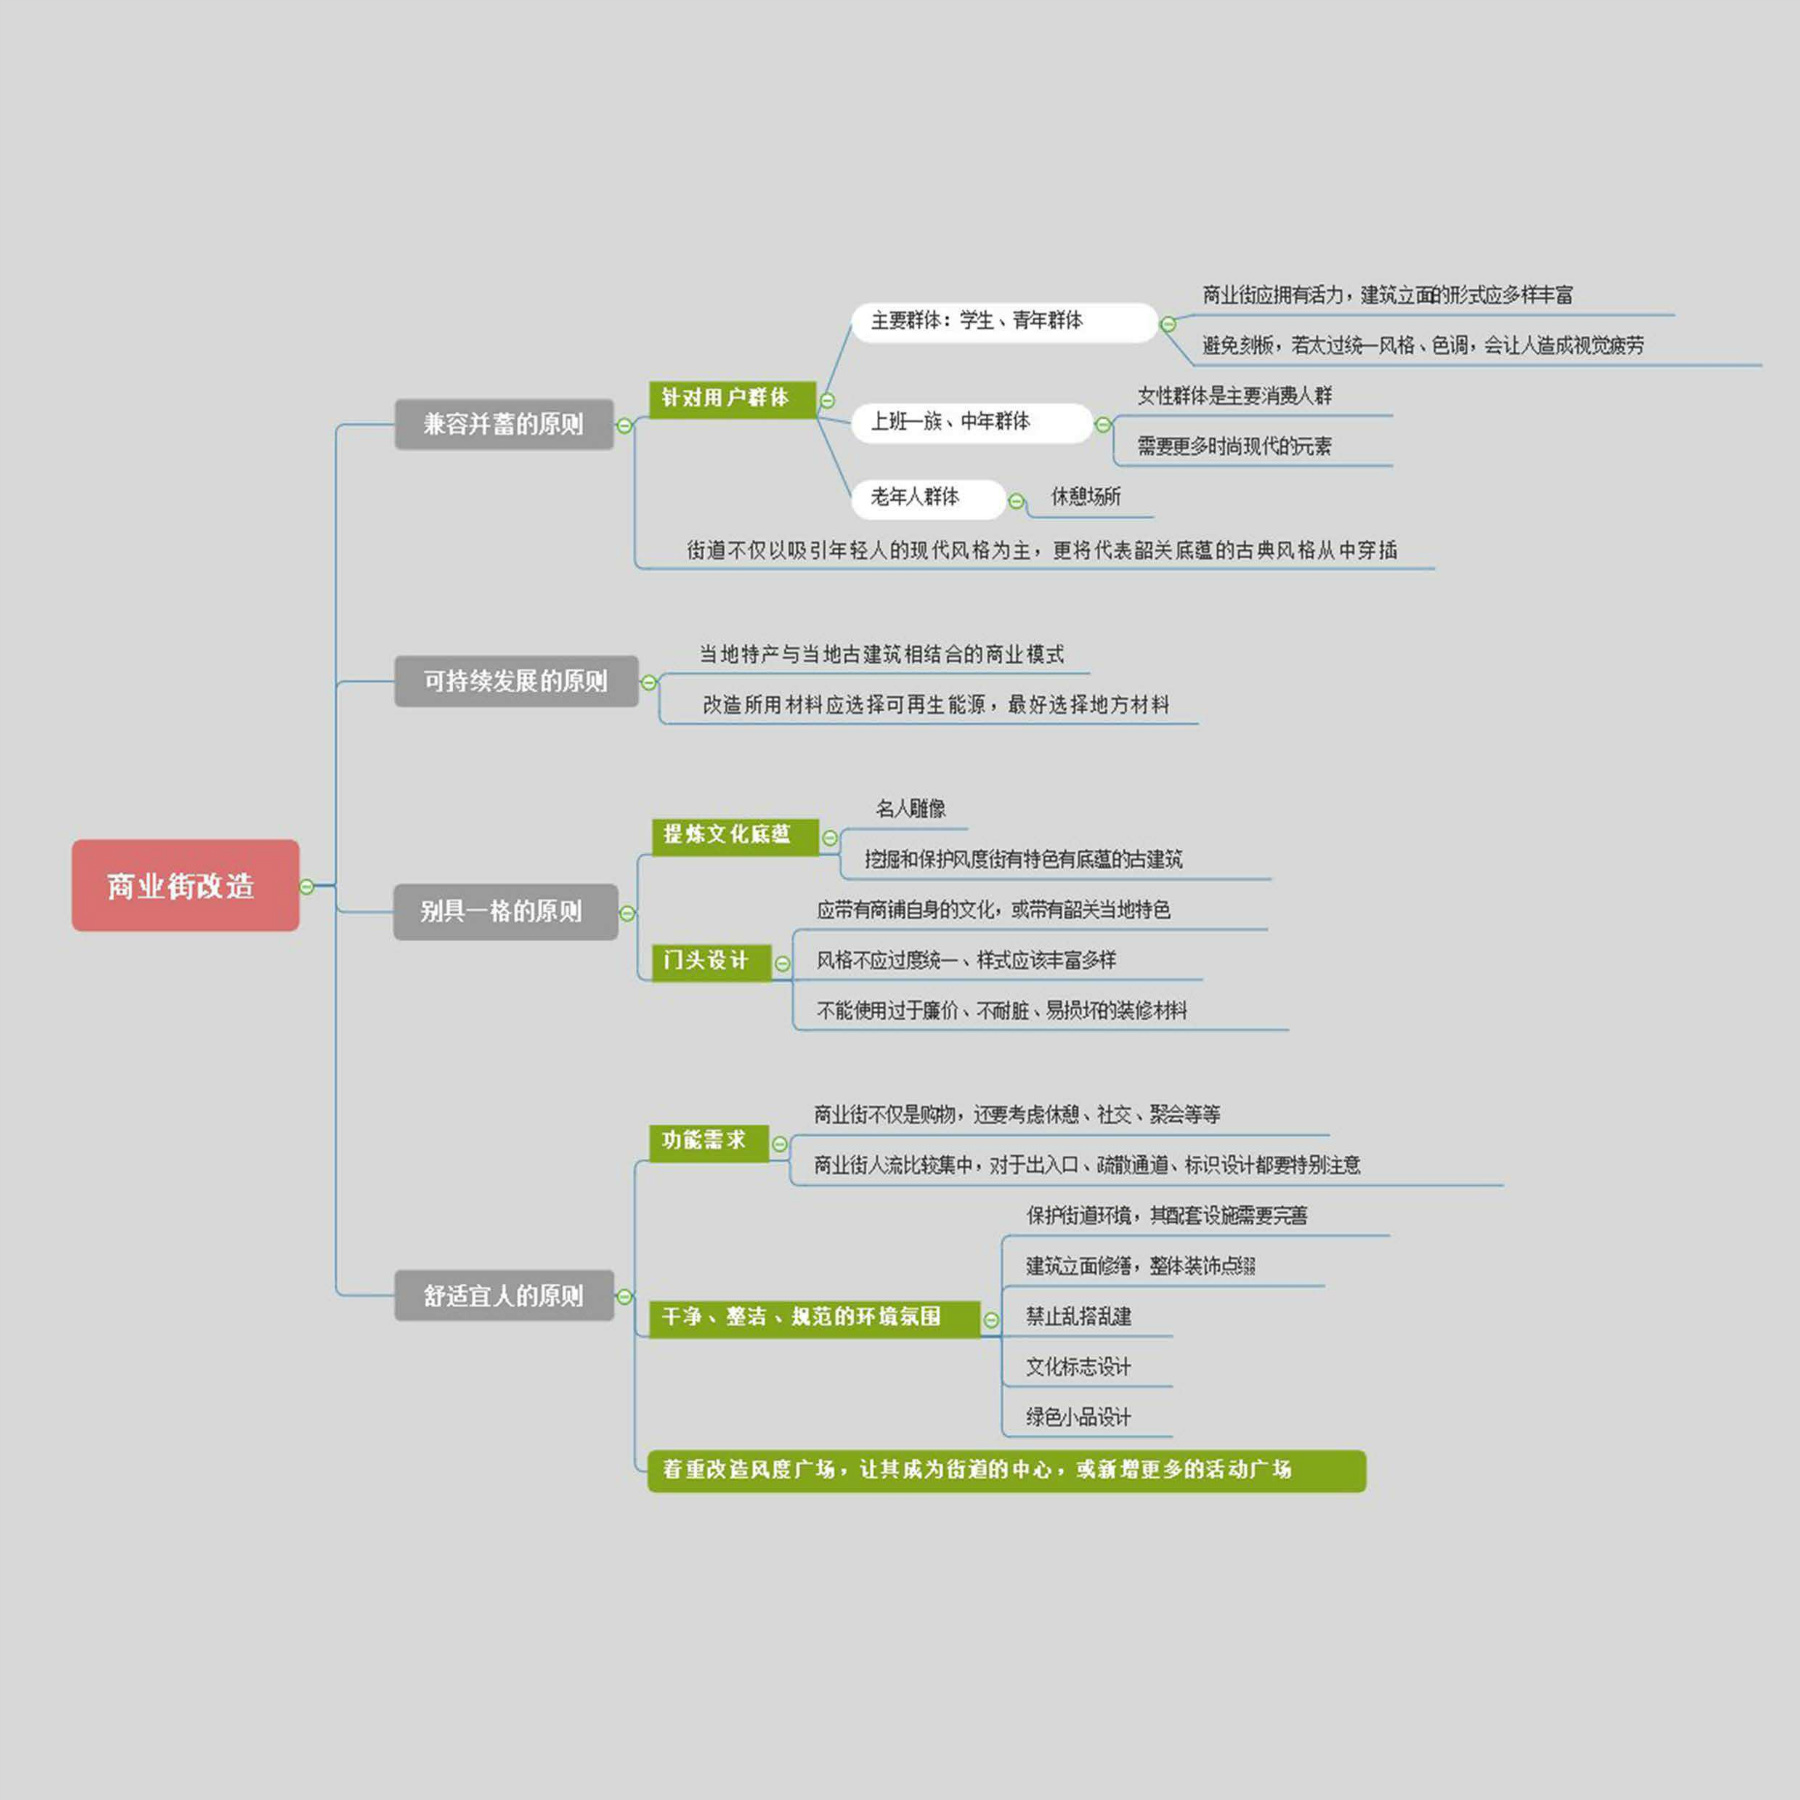 商业街改造
兼容并蓄的原则
针对用户群体
主要群体：学生、青年群体
商业街应拥有活力，建筑立面的形式应多样丰富
避免刻板，若太过统一风格、色调，会让人造成视觉疲劳
上班一族、中年群体
女性群体是主要消费人群
需要更多时尚现代的元素
老年人群体
休憩场所
街道不仅以吸引年轻人的现代风格为主，更将代表韶关底蕴的古典风格从中穿插
可持续发展的原则
当地特产与当地古建筑相结合的商业模式
改造所用材料应选择可再生能源，最好选择地方材料
别具一格的原则
提炼文化底蕴
名人雕像
挖掘和保护风度街有特色有底蕴的古建筑
门头设计
应带有商铺自身的文化，或带有韶关当地特色
风格不应过度统一、样式应该丰富多样
不能使用过于廉价、不耐脏、易损坏的装修材料
舒适宜人的原则
功能需求
商业街不仅是购物，还要考虑休憩、社交、聚会等等
商业街人流比较集中，对于出入口、疏散通道、标识设计都要特别注意
干净、整洁、规范的环境氛围
保护街道环境，其配套设施需要完善
建筑立面修缮，整体装饰点缀
禁止乱搭乱建
文化标志设计
绿色小品设计
着重改造风度广场，让其成为街道的中心，或新增更多的活动广场